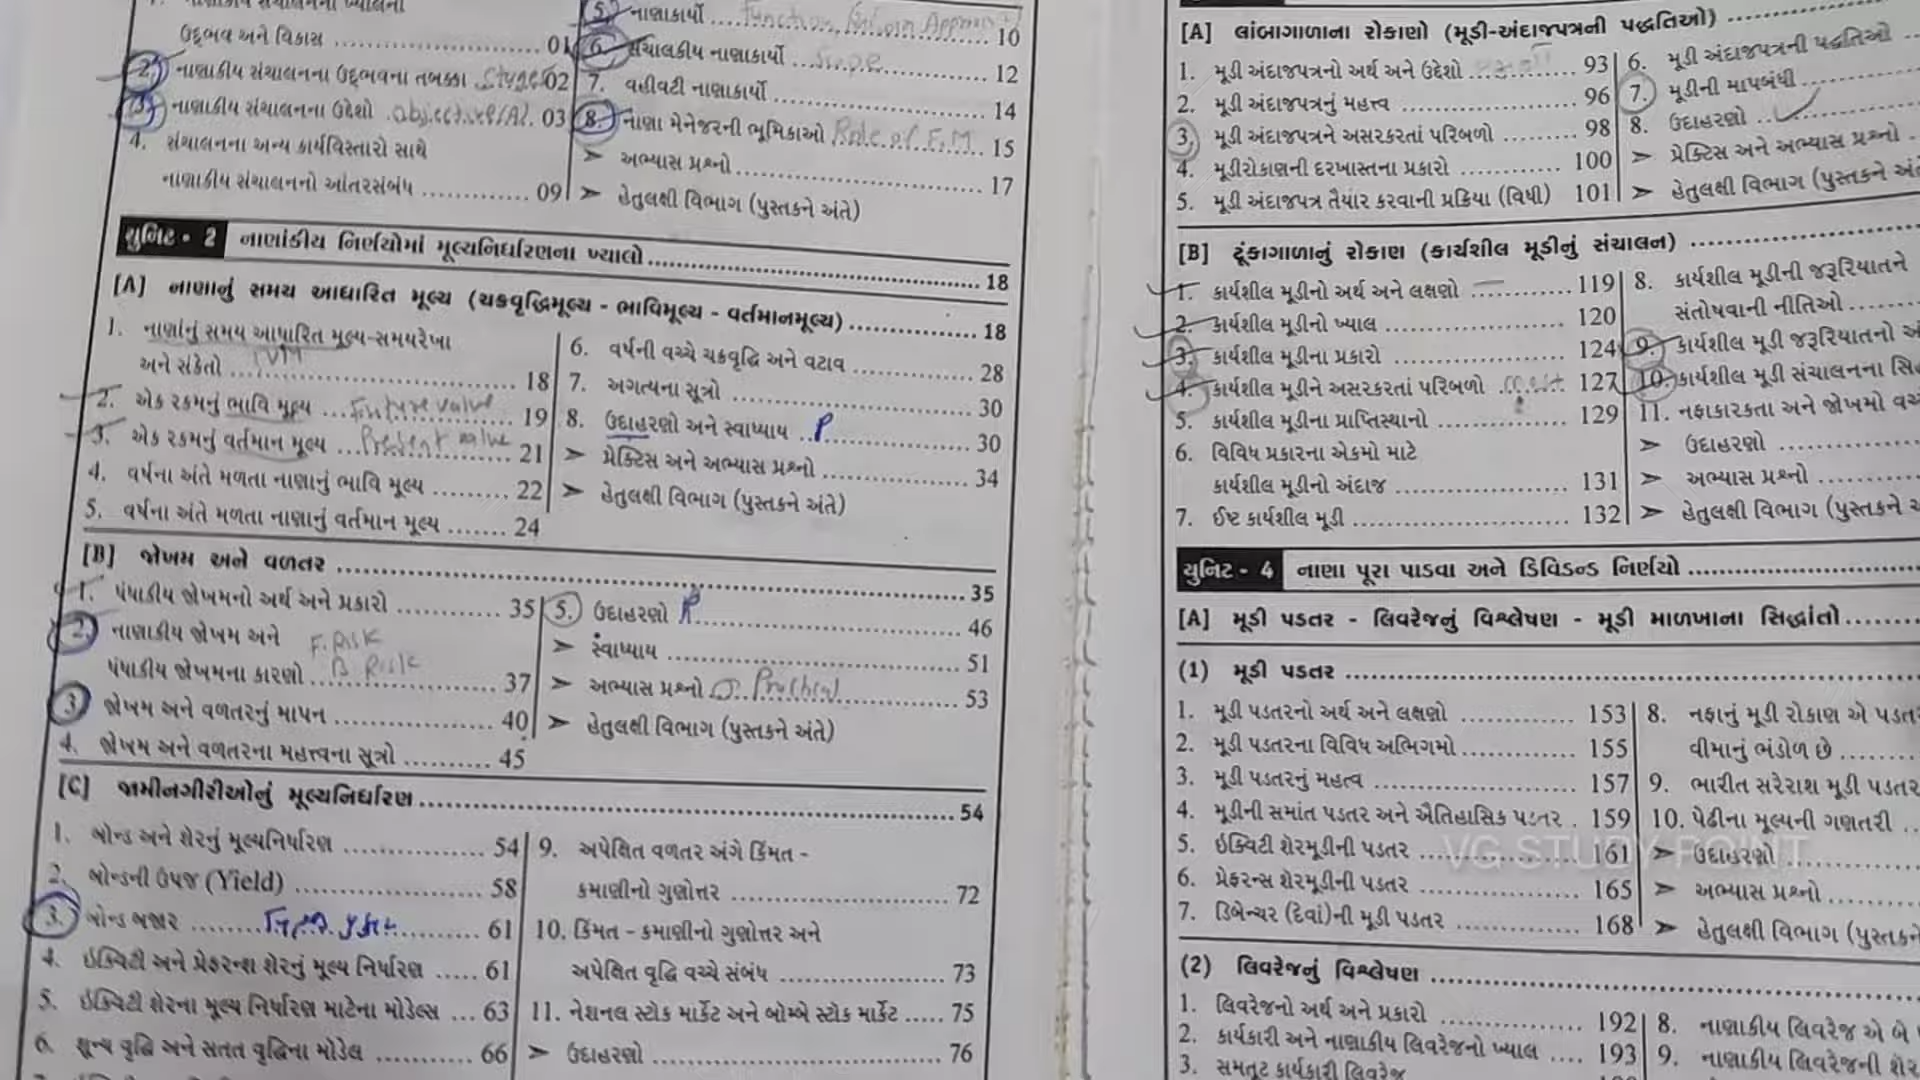 ઉદ્ભવ અને વિકાસ 01
2. નાણાકીય સંચાલનના ઉદ્ભવના તબક્કા Stages 02
3. નાણાકીય સંચાલનના ઉદ્દેશો Objective 03
4. સંચાલનના અન્ય કાર્યવિસ્તારો સાથે
નાણાકીય સંચાલનનો આંતરસંબંધ 09
5. નાણાકાર્યો Function 10
6. સંચાલકીય નાણાકાર્યો Scope 12
7. વહીવટી નાણાકાર્યો 14
8. નાણા મેનેજરની ભૂમિકાઓ Role of F.M 15
➤ અભ્યાસ પ્રશ્નો 17
➤ હેતુલક્ષી વિભાગ (પુસ્તકને અંતે)
યુનિટ - 2 નાણાંકીય નિર્ણયોમાં મૂલ્યનિર્ધારણના ખ્યાલો 18
[A] નાણાનું સમય આધારિત મૂલ્ય (ચક્રવૃદ્ધિમૂલ્ય - ભાવિમૂલ્ય - વર્તમાનમૂલ્ય) 18
1. નાણાંનું સમય આધારિત મૂલ્ય-સમયરેખા
અને સંકેતો TVM 18
2. એક રકમનું ભાવિ મૂલ્ય Future value 19
3. એક રકમનું વર્તમાન મૂલ્ય Present value 21
4. વર્ષના અંતે મળતા નાણાનું ભાવિ મૂલ્ય 22
5. વર્ષના અંતે મળતા નાણાનું વર્તમાન મૂલ્ય 24
6. વર્ષની વચ્ચે ચક્રવૃદ્ધિ અને વટાવ 28
7. અગત્યના સૂત્રો 30
8. ઉદાહરણો અને સ્વાધ્યાય P 30
➤ પ્રેક્ટિસ અને અભ્યાસ પ્રશ્નો 34
➤ હેતુલક્ષી વિભાગ (પુસ્તકને અંતે)
[B] જોખમ અને વળતર 35
1. ધંધાકીય જોખમનો અર્થ અને પ્રકારો 35
2. નાણાકીય જોખમ અને F. Risk
ધંધાકીય જોખમના કારણો B Risk 37
3. જોખમ અને વળતરનું માપન 40
4. જોખમ અને વળતરના મહત્ત્વના સૂત્રો 45
5. ઉદાહરણો P 46
➤ સ્વાધ્યાય 51
➤ અભ્યાસ પ્રશ્નો 53
➤ હેતુલક્ષી વિભાગ (પુસ્તકને અંતે)
[C] જામીનગીરીઓનું મૂલ્યનિર્ધારણ 54
1. બોન્ડ અને શેરનું મૂલ્યનિર્ધારણ 54
2. બોન્ડની ઉપજ (Yield) 58
3. બોન્ડ બજાર 61
4. ઇક્વિટી અને પ્રેફરન્શ શેરનું મૂલ્ય નિર્ધારણ 61
5. ઇક્વિટી શેરના મૂલ્ય નિર્ધારણ માટેના મોડેલ્સ 63
6. શૂન્ય વૃદ્ધિ અને સતત વૃદ્ધિના મોડેલ 66
9. અપેક્ષિત વળતર અંગે કિંમત -
કમાણીનો ગુણોત્તર 72
10. કિંમત - કમાણીનો ગુણોત્તર અને
અપેક્ષિત વૃદ્ધિ વચ્ચે સંબંધ 73
11. નેશનલ સ્ટોક માર્કેટ અને બોમ્બે સ્ટોક માર્કેટ 75
➤ ઉદાહરણો 76
[A] લાંબાગાળાના રોકાણો (મૂડી-અંદાજપત્રની પદ્ધતિઓ)
1. મૂડી અંદાજપત્રનો અર્થ અને ઉદ્દેશો 93
2. મૂડી અંદાજપત્રનું મહત્ત્વ 96
3. મૂડી અંદાજપત્રને અસરકરતાં પરિબળો 98
4. મૂડીરોકાણની દરખાસ્તના પ્રકારો 100
5. મૂડી અંદાજપત્ર તૈયાર કરવાની પ્રક્રિયા (વિધી) 101
6. મૂડી અંદાજપત્રની પદ્ધતિઓ
7. મૂડીની માપબંધી
8. ઉદાહરણો
➤ પ્રેક્ટિસ અને અભ્યાસ પ્રશ્નો
➤ હેતુલક્ષી વિભાગ (પુસ્તકને
[B] ટૂંકાગાળાનું રોકાણ (કાર્યશીલ મૂડીનું સંચાલન)
1. કાર્યશીલ મૂડીનો અર્થ અને લક્ષણો 119
2. કાર્યશીલ મૂડીનો ખ્યાલ 120
3. કાર્યશીલ મૂડીના પ્રકારો 124
4. કાર્યશીલ મૂડીને અસરકરતાં પરિબળો 127
5. કાર્યશીલ મૂડીના પ્રાપ્તિસ્થાનો 129
6. વિવિધ પ્રકારના એકમો માટે
કાર્યશીલ મૂડીનો અંદાજ 131
7. ઈષ્ટ કાર્યશીલ મૂડી 132
8. કાર્યશીલ મૂડીની જરૂરિયાતને
સંતોષવાની નીતિઓ
9. કાર્યશીલ મૂડી જરૂરિયાતનો
10. કાર્યશીલ મૂડી સંચાલનના
11. નફાકારકતા અને જોખમો
➤ ઉદાહરણો
➤ અભ્યાસ પ્રશ્નો
➤ હેતુલક્ષી વિભાગ (પુસ્તકને
યુનિટ - 4 નાણા પૂરા પાડવા અને ડિવિડન્ડ નિર્ણયો
[A] મૂડી પડતર - લિવરેજનું વિશ્લેષણ - મૂડી માળખાના સિદ્ધાંતો
(1) મૂડી પડતર
1. મૂડી પડતરનો અર્થ અને લક્ષણો 153
2. મૂડી પડતરના વિવિધ અભિગમો 155
3. મૂડી પડતરનું મહત્વ 157
4. મૂડીની સમાંત પડતર અને ઐતિહાસિક પડતર 159
5. ઇક્વિટી શેરમૂડીની પડતર 161
6. પ્રેફરન્સ શેરમૂડીની પડતર 165
7. ડિબેન્ચર (દેવાં)ની મૂડી પડતર 168
8. નફાનું મૂડી રોકાણ એ પડતર
વીમાનું ભંડોળ છે
9. ભારીત સરેરાશ મૂડી પડતર
10. પેઢીના મૂલ્યની ગણતરી
➤ ઉદાહરણો
➤ અભ્યાસ પ્રશ્નો
➤ હેતુલક્ષી વિભાગ (પુસ્તકને
(2) લિવરેજનું વિશ્લેષણ
1. લિવરેજનો અર્થ અને પ્રકારો 192
2. કાર્યકારી અને નાણાકીય લિવરેજનો ખ્યાલ 193
3. સમતૂટ કાર્યકારી લિવરેજ
8. નાણાકીય લિવરેજ એ બે
9. નાણાકીય લિવરેજની શેર
VG STUDY POINT